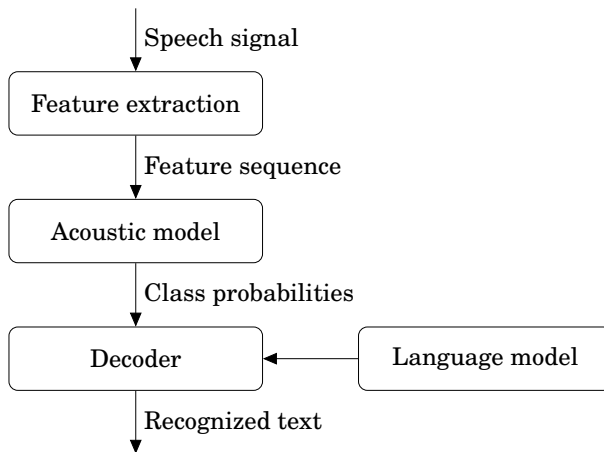 Speech signal
Feature extraction
Feature sequence
Acoustic model
Class probabilities
Decoder
Language model
Recognized text